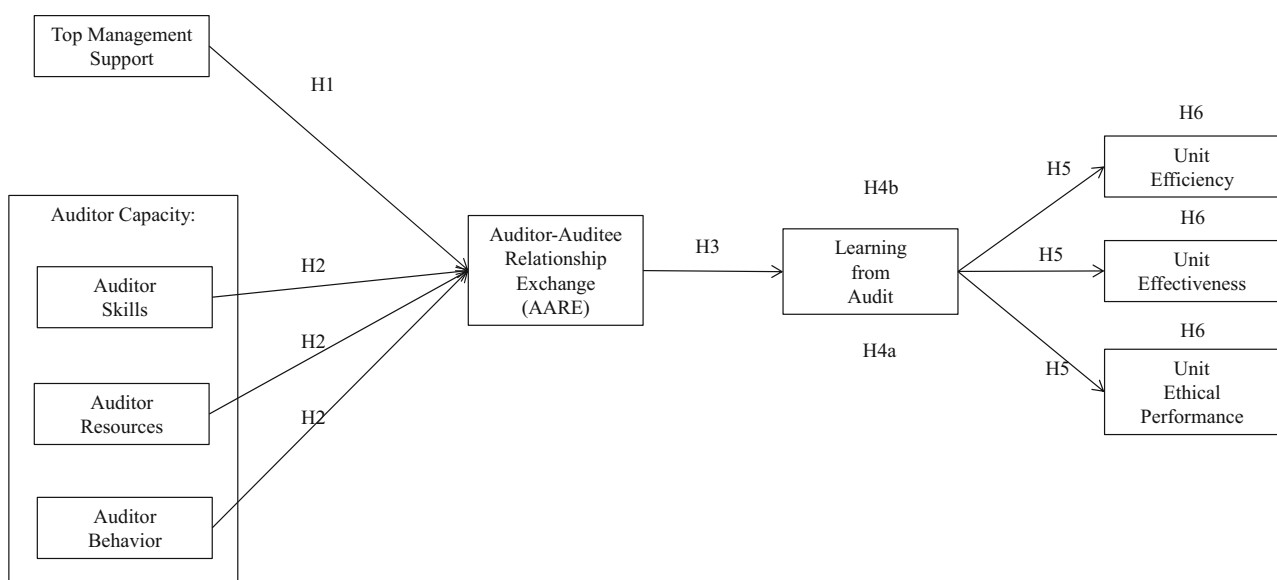 Top Management
Support
H1
Auditor Capacity:
Auditor
Skills
H2
Auditor
Resources
H2
Auditor
Behavior
H2
Auditor-Auditee
Relationship
Exchange
(AARE)
H3
H4b
Learning
from
Audit
H4a
H5
H6
Unit
Efficiency
H5
H6
Unit
Effectiveness
H5
H6
Unit
Ethical
Performance